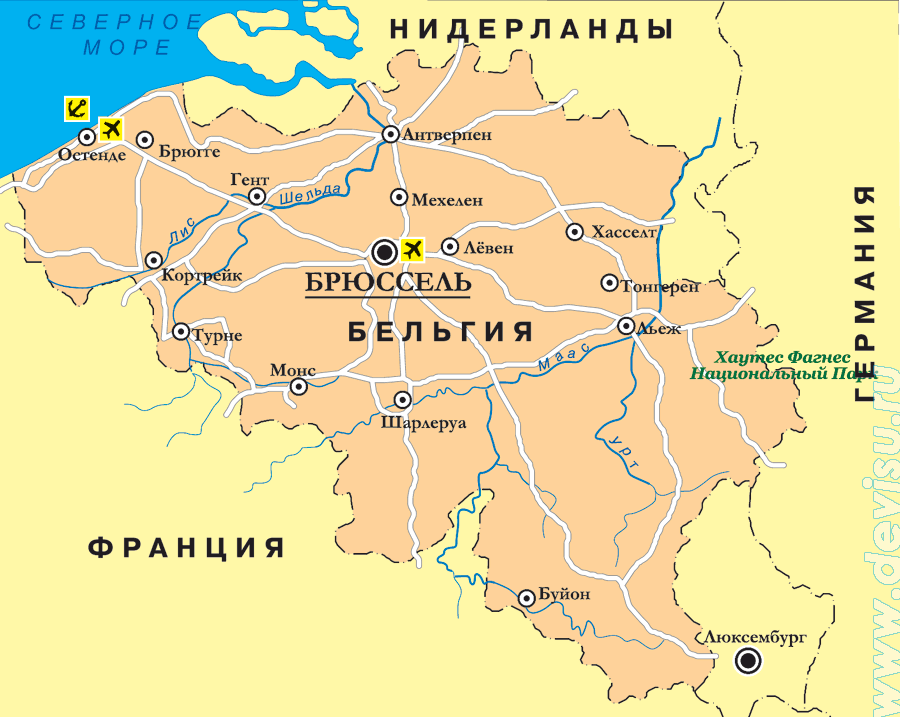 СЕВЕРНОЕ
МОРЕ
НИДЕРЛАНДЫ
Остенде
Брюгге
Антверпен
Гент
Шельда
Мехелен
Лис
Лёвен
Хасселт
Кортрейк
БРЮССЕЛЬ
Тонгерен
Турне
БЕЛЬГИЯ
Льеж
ГЕРМАНИЯ
Маас
Хаутес Фагнес
Национальный Парк
Монс
Шарлеруа
Урт
ФРАНЦИЯ
Буйон
Люксембург
www.devisu.ru